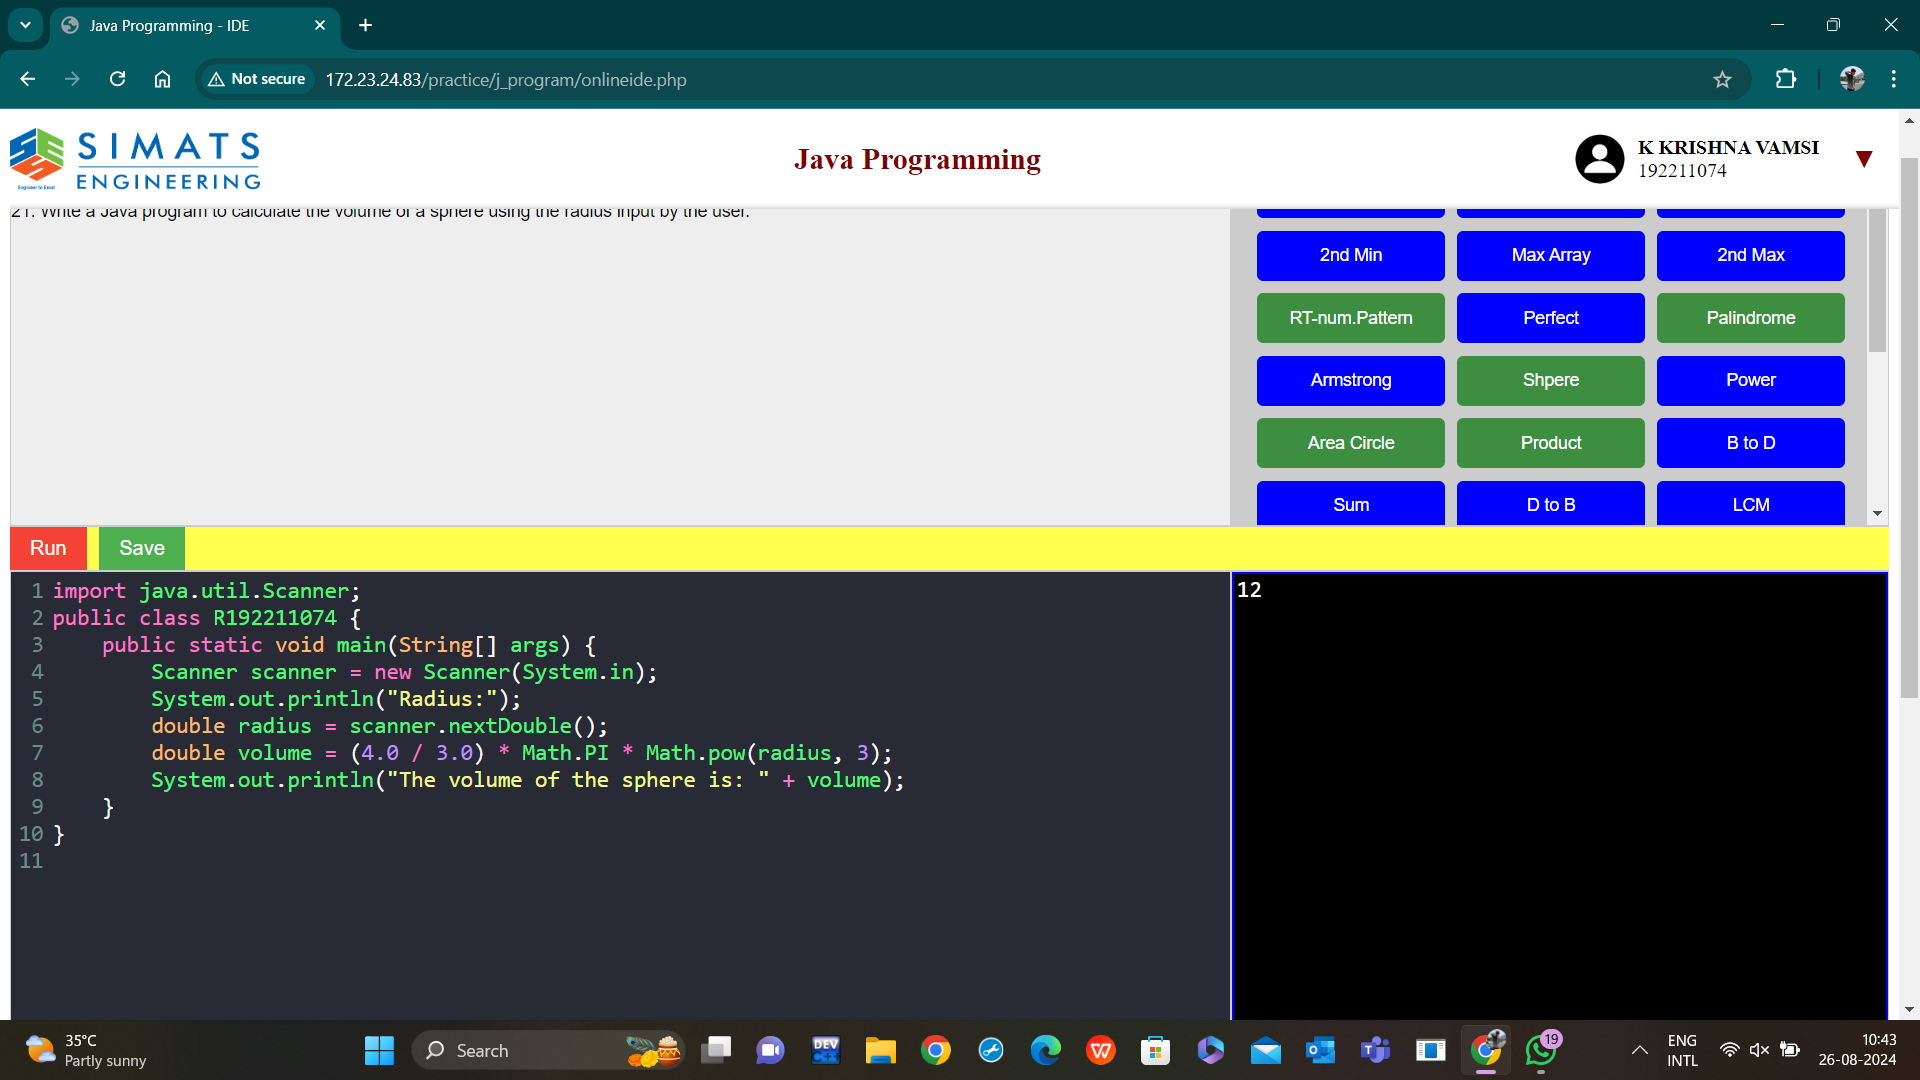 Java Programming - IDE
Not secure
172.23.24.83/practice/j_program/onlineide.php
SIMATS
ENGINEERING
Engineer to Excel
Java Programming
K KRISHNA VAMSI
192211074
21. Write a Java program to calculate the volume of a sphere using the radius input by the user.
2nd Min
Max Array
2nd Max
RT-num.Pattern
Perfect
Palindrome
Armstrong
Shpere
Power
Area Circle
Product
B to D
Sum
D to B
LCM
Run
Save
1 import java.util.Scanner;
2 public class R192211074 {
3     public static void main(String[] args) {
4         Scanner scanner = new Scanner(System.in);
5         System.out.println("Radius:");
6         double radius = scanner.nextDouble();
7         double volume = (4.0 / 3.0) * Math.PI * Math.pow(radius, 3);
8         System.out.println("The volume of the sphere is: " + volume);
9     }
10 }
11
12
35°C
Partly sunny
Search
DEV
C++
19
ENG
INTL
10:43
26-08-2024